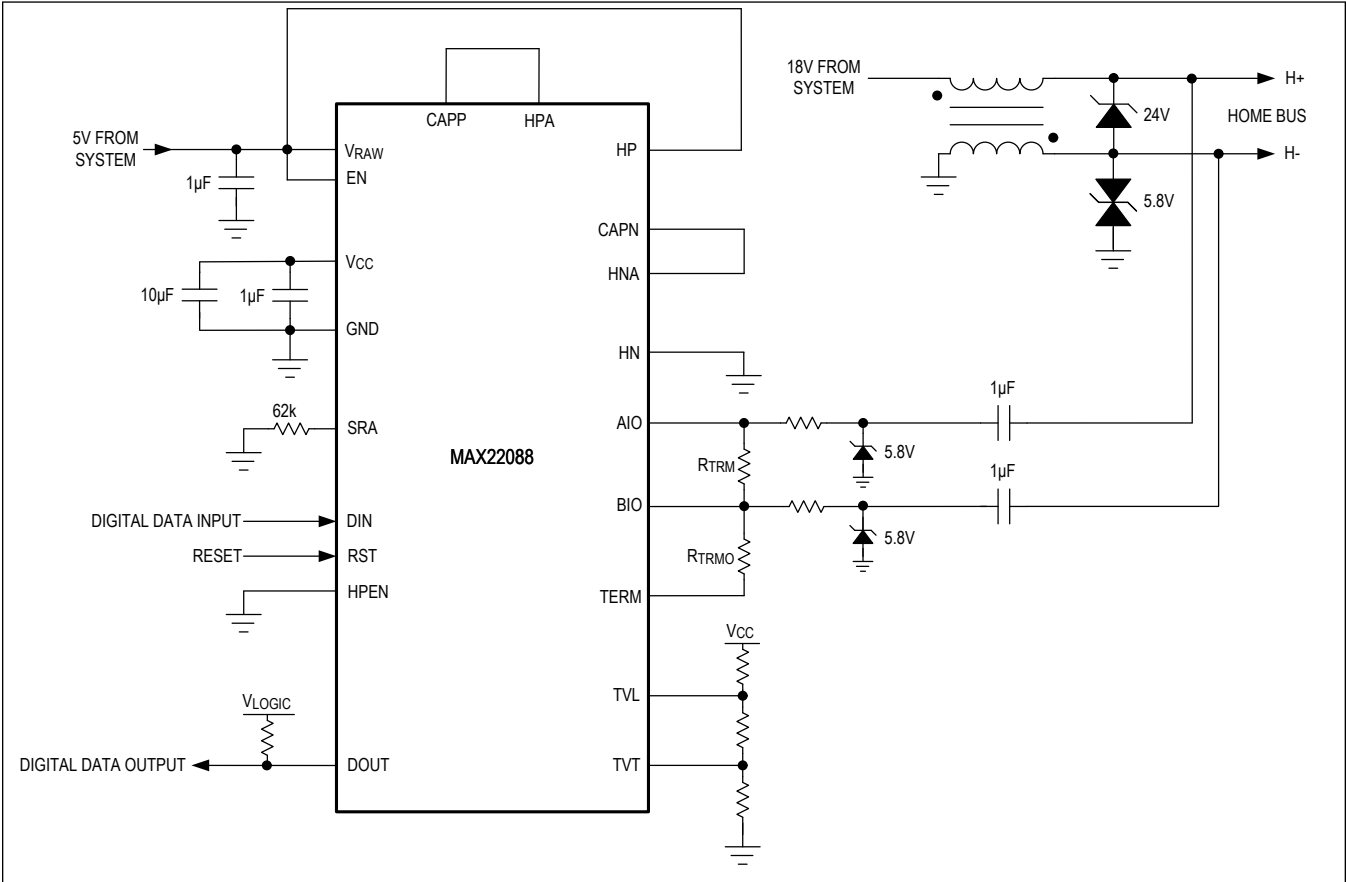 18V FROM
SYSTEM
H+
HOME BUS
H-
24V
5.8V
CAPP
HPA
5V FROM
SYSTEM
1µF
VRAW
EN
HP
CAPN
HNA
VCC
10µF
1µF
GND
HN
62k
SRA
MAX22088
AIO
1µF
RTRM
5.8V
BIO
1µF
5.8V
RTRMO
TERM
DIGITAL DATA INPUT
DIN
RESET
RST
HPEN
VCC
TVL
VLOGIC
DIGITAL DATA OUTPUT
DOUT
TVT